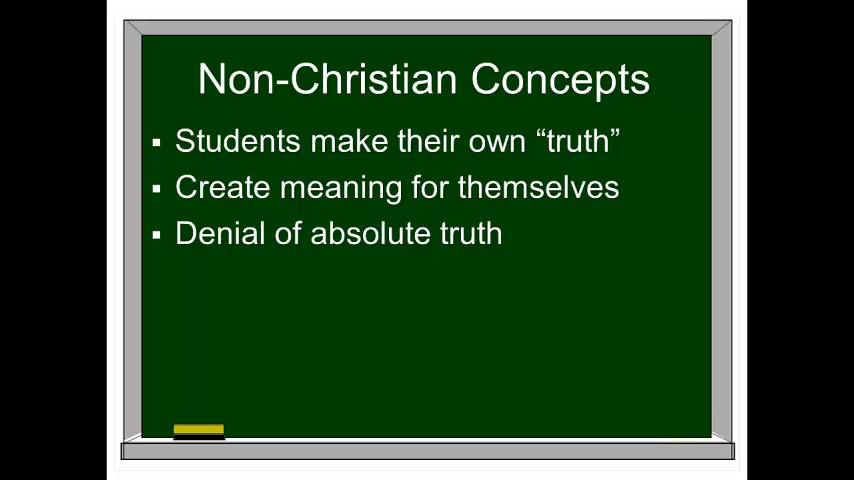 Non-Christian Concepts
▪ Students make their own “truth”
▪ Create meaning for themselves
▪ Denial of absolute truth